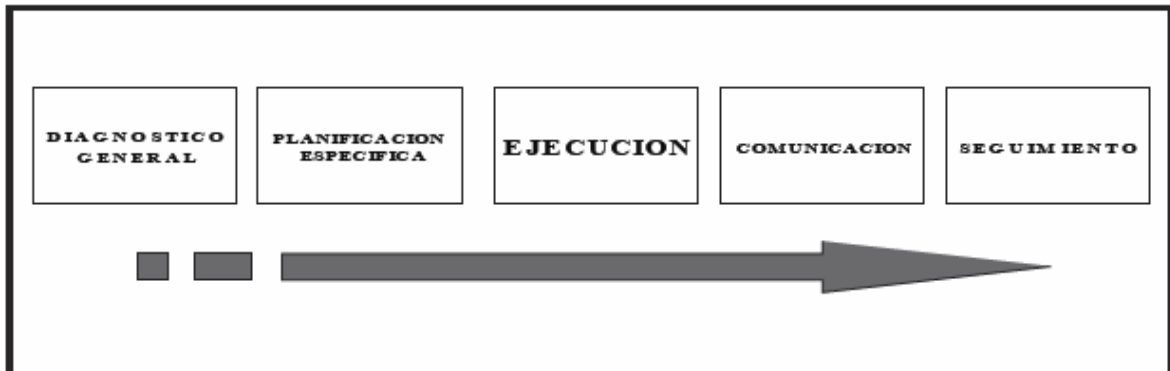 DIAGNOSTICO
GENERAL
PLANIFICACION
ESPECIFICA
EJECUCION
COMUNICACION
SEGUIMIENTO